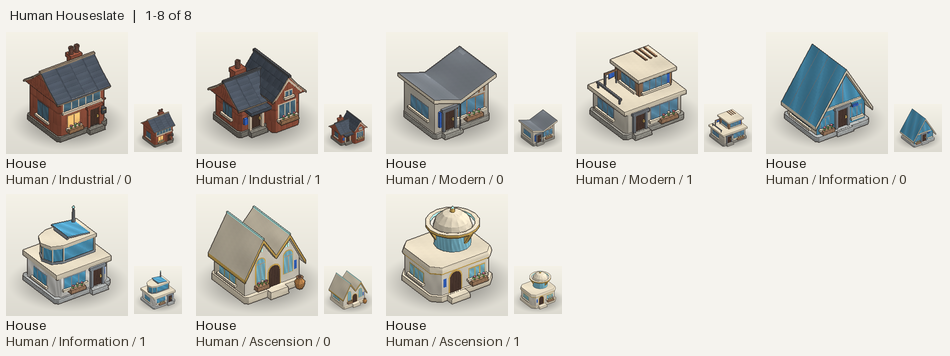 Human Houseslate | 1-8 of 8
House
Human / Industrial / 0
House
Human / Industrial / 1
House
Human / Modern / 0
House
Human / Modern / 1
House
Human / Information / 0
House
Human / Information / 1
House
Human / Ascension / 0
House
Human / Ascension / 1